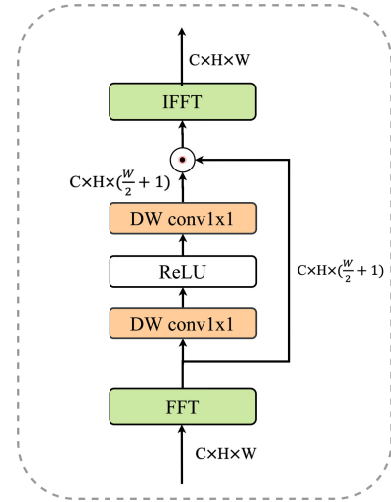 C×H×W
IFFT
C×H×(W/2 + 1)
DW conv1x1
ReLU
C×H×(W/2 + 1)
DW conv1x1
FFT
C×H×W